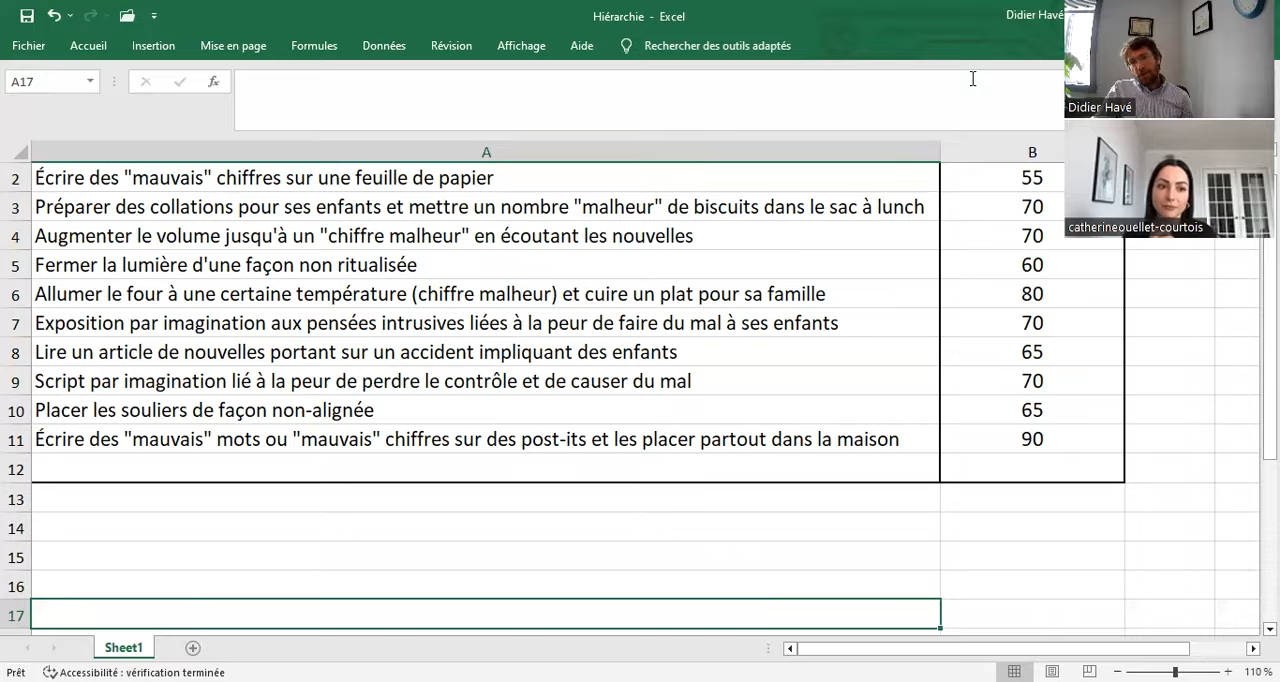 Hiérarchie - Excel
Didier Havé
Fichier Accueil Insertion Mise en page Formules Données Révision Affichage Aide Rechercher des outils adaptés
A17 fx
Didier Havé
catherineouellet-courtois
A B
2 Écrire des "mauvais" chiffres sur une feuille de papier 55
3 Préparer des collations pour ses enfants et mettre un nombre "malheur" de biscuits dans le sac à lunch 70
4 Augmenter le volume jusqu'à un "chiffre malheur" en écoutant les nouvelles 70
5 Fermer la lumière d'une façon non ritualisée 60
6 Allumer le four à une certaine température (chiffre malheur) et cuire un plat pour sa famille 80
7 Exposition par imagination aux pensées intrusives liées à la peur de faire du mal à ses enfants 70
8 Lire un article de nouvelles portant sur un accident impliquant des enfants 65
9 Script par imagination lié à la peur de perdre le contrôle et de causer du mal 70
10 Placer les souliers de façon non-alignée 65
11 Écrire des "mauvais" mots ou "mauvais" chiffres sur des post-its et les placer partout dans la maison 90
12
13
14
15
16
17
Sheet1
Prêt Accessibilité : vérification terminée 110 %